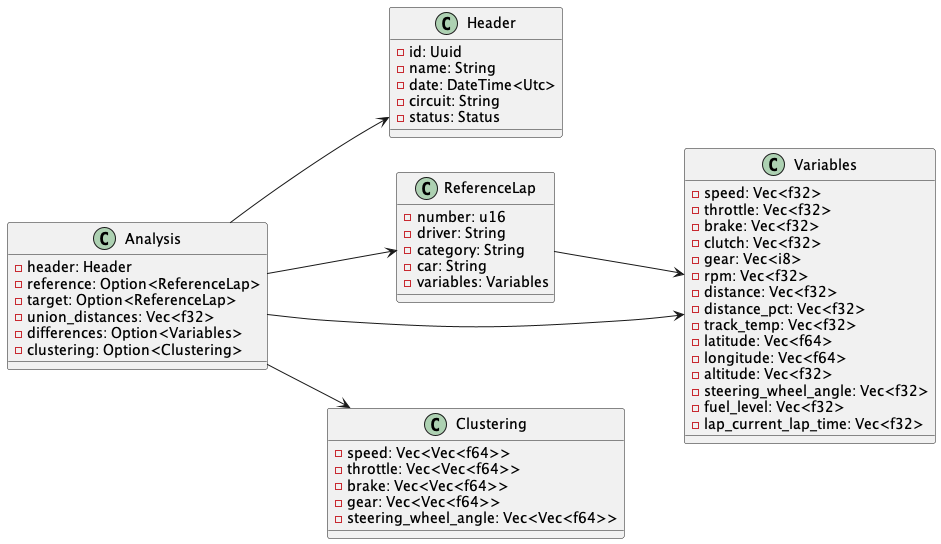 C Header
id: Uuid
name: String
date: DateTime<Utc>
circuit: String
status: Status
C Variables
speed: Vec<f32>
throttle: Vec<f32>
brake: Vec<f32>
clutch: Vec<f32>
gear: Vec<i8>
rpm: Vec<f32>
distance: Vec<f32>
distance_pct: Vec<f32>
track_temp: Vec<f32>
latitude: Vec<f64>
longitude: Vec<f64>
altitude: Vec<f32>
steering_wheel_angle: Vec<f32>
fuel_level: Vec<f32>
lap_current_lap_time: Vec<f32>
C ReferenceLap
number: u16
driver: String
category: String
car: String
variables: Variables
C Analysis
header: Header
reference: Option<ReferenceLap>
target: Option<ReferenceLap>
union_distances: Vec<f32>
differences: Option<Variables>
clustering: Option<Clustering>
C Clustering
speed: Vec<Vec<f64>>
throttle: Vec<Vec<f64>>
brake: Vec<Vec<f64>>
gear: Vec<Vec<f64>>
steering_wheel_angle: Vec<Vec<f64>>